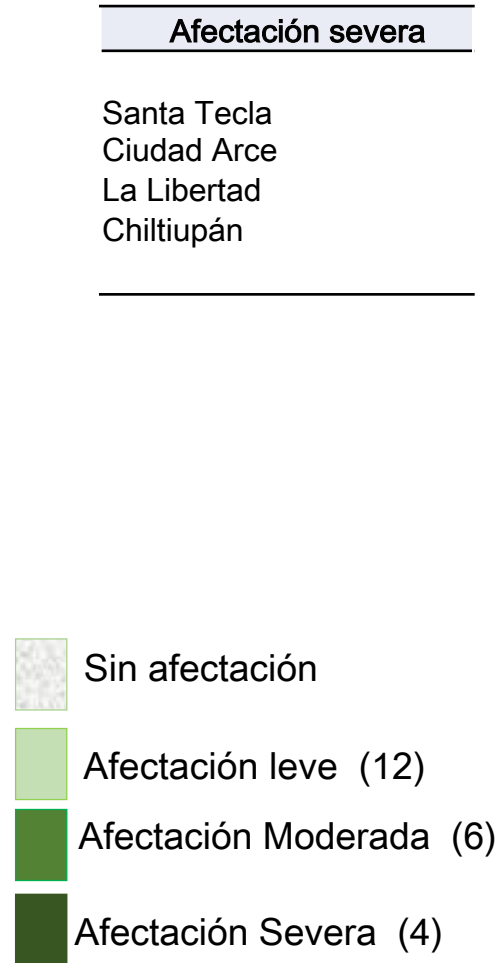 Afectación severa
Santa Tecla
Ciudad Arce
La Libertad
Chiltiupán
Sin afectación
Afectación leve (12)
Afectación Moderada (6)
Afectación Severa (4)